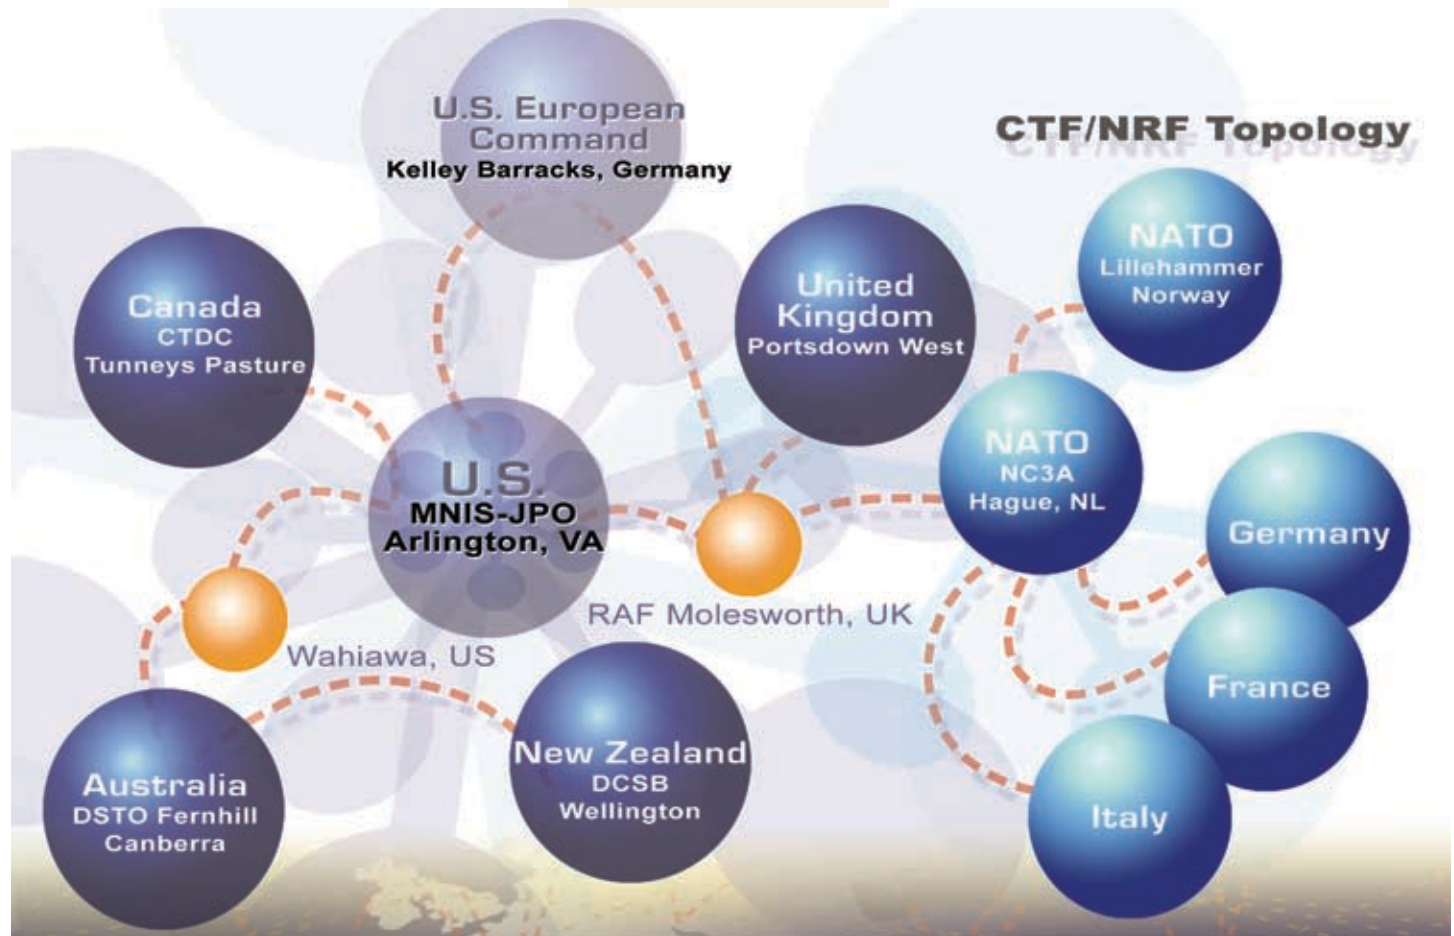 CTF/NRF Topology
U.S. European
Command
Kelley Barracks, Germany
NATO
Lillehammer
Norway
United
Kingdom
Portsdown West
Canada
CTDC
Tunneys Pasture
NATO
NC3A
Hague, NL
U.S.
MNIS-JPO
Arlington, VA
Germany
RAF Molesworth, UK
Wahiawa, US
France
New Zealand
DCSB
Wellington
Australia
DSTO Fernhill
Canberra
Italy